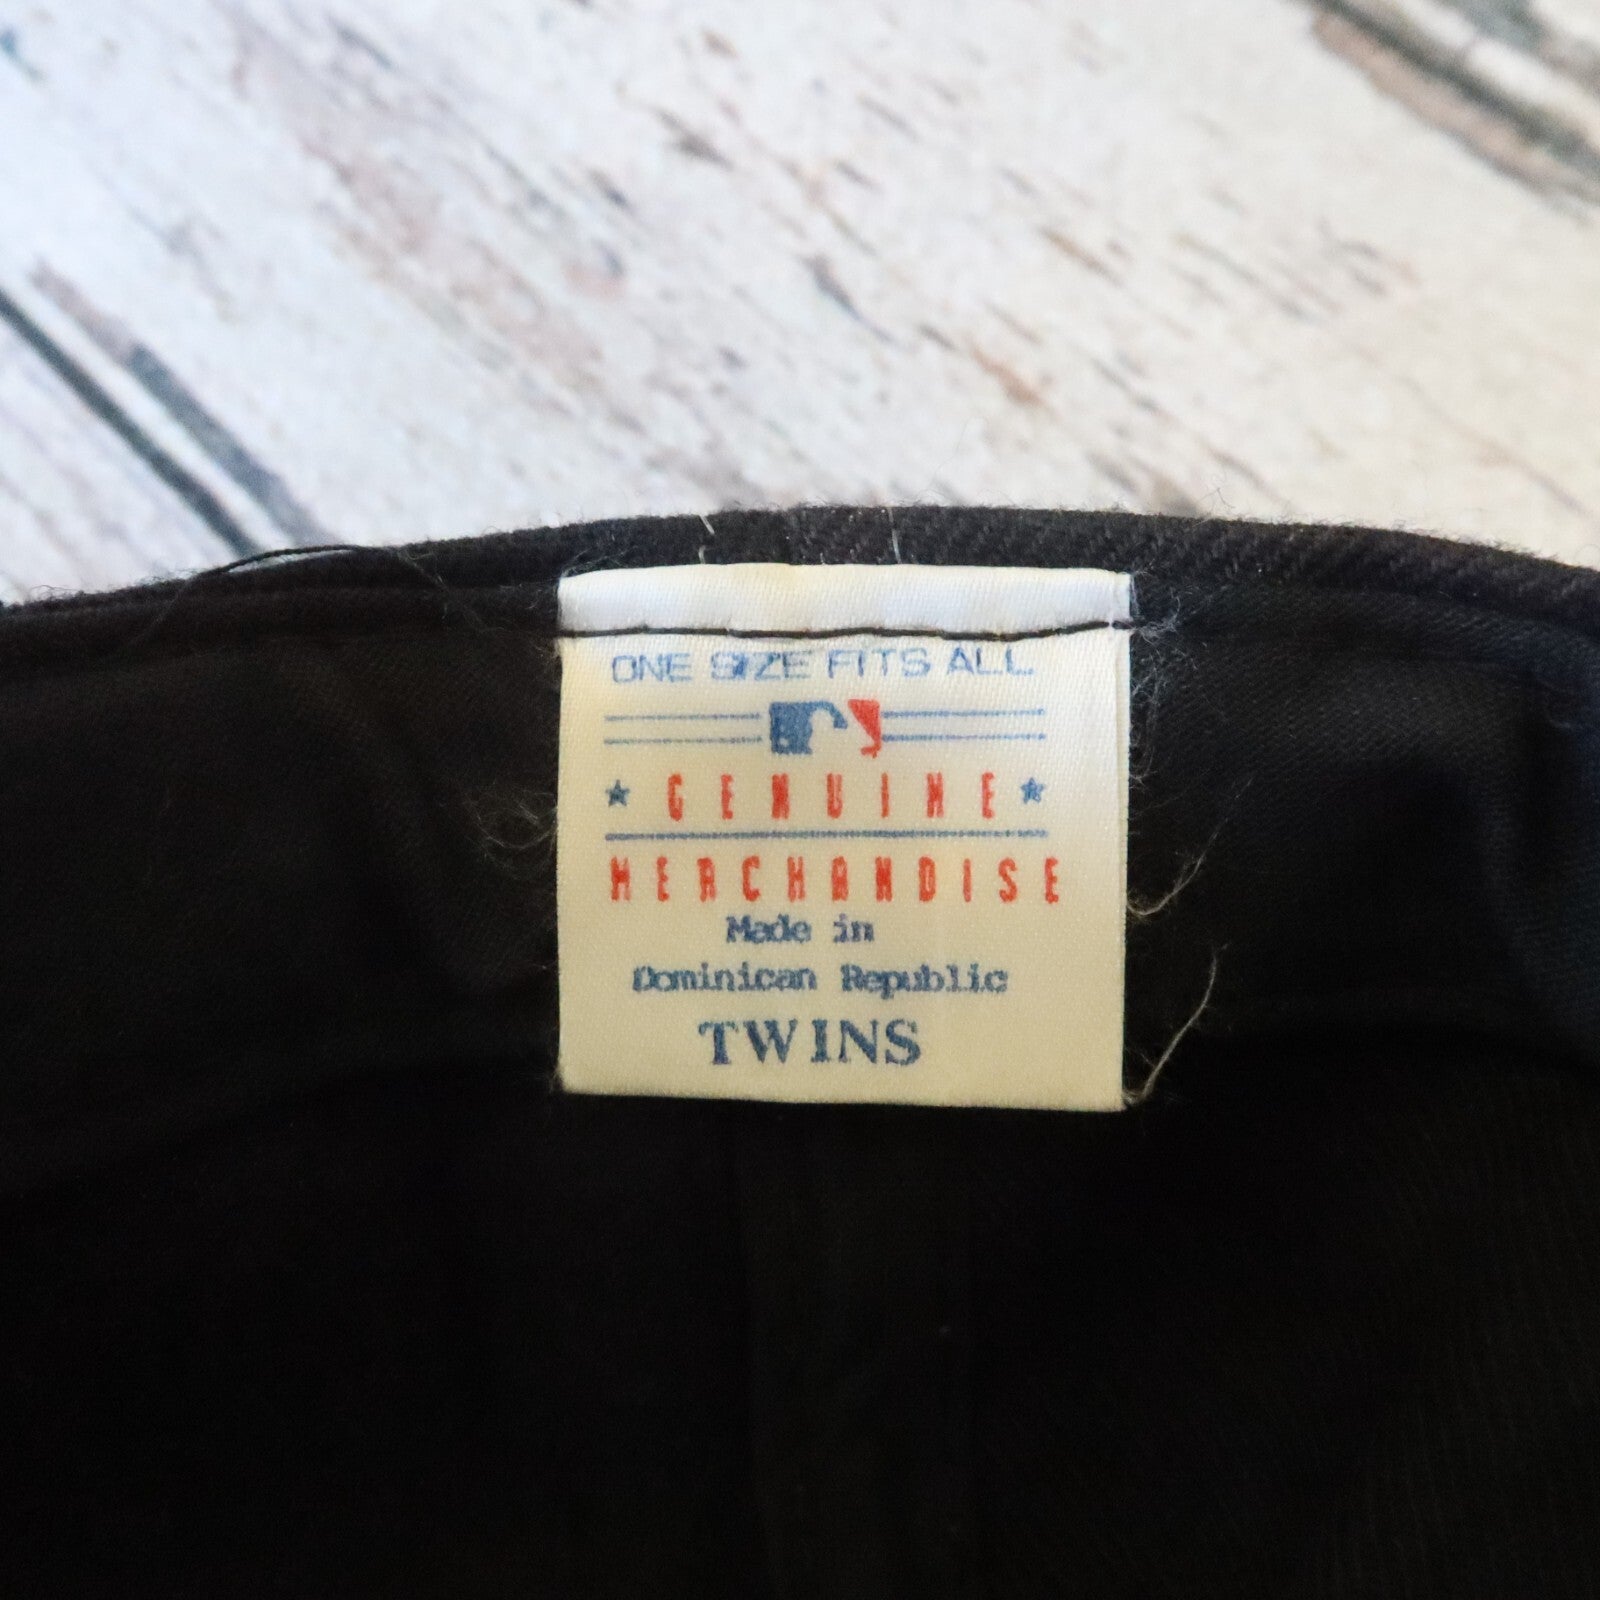 ONE SIZE FITS ALL
GENUINE
MERCHANDISE
Made in
Dominican Republic
TWINS